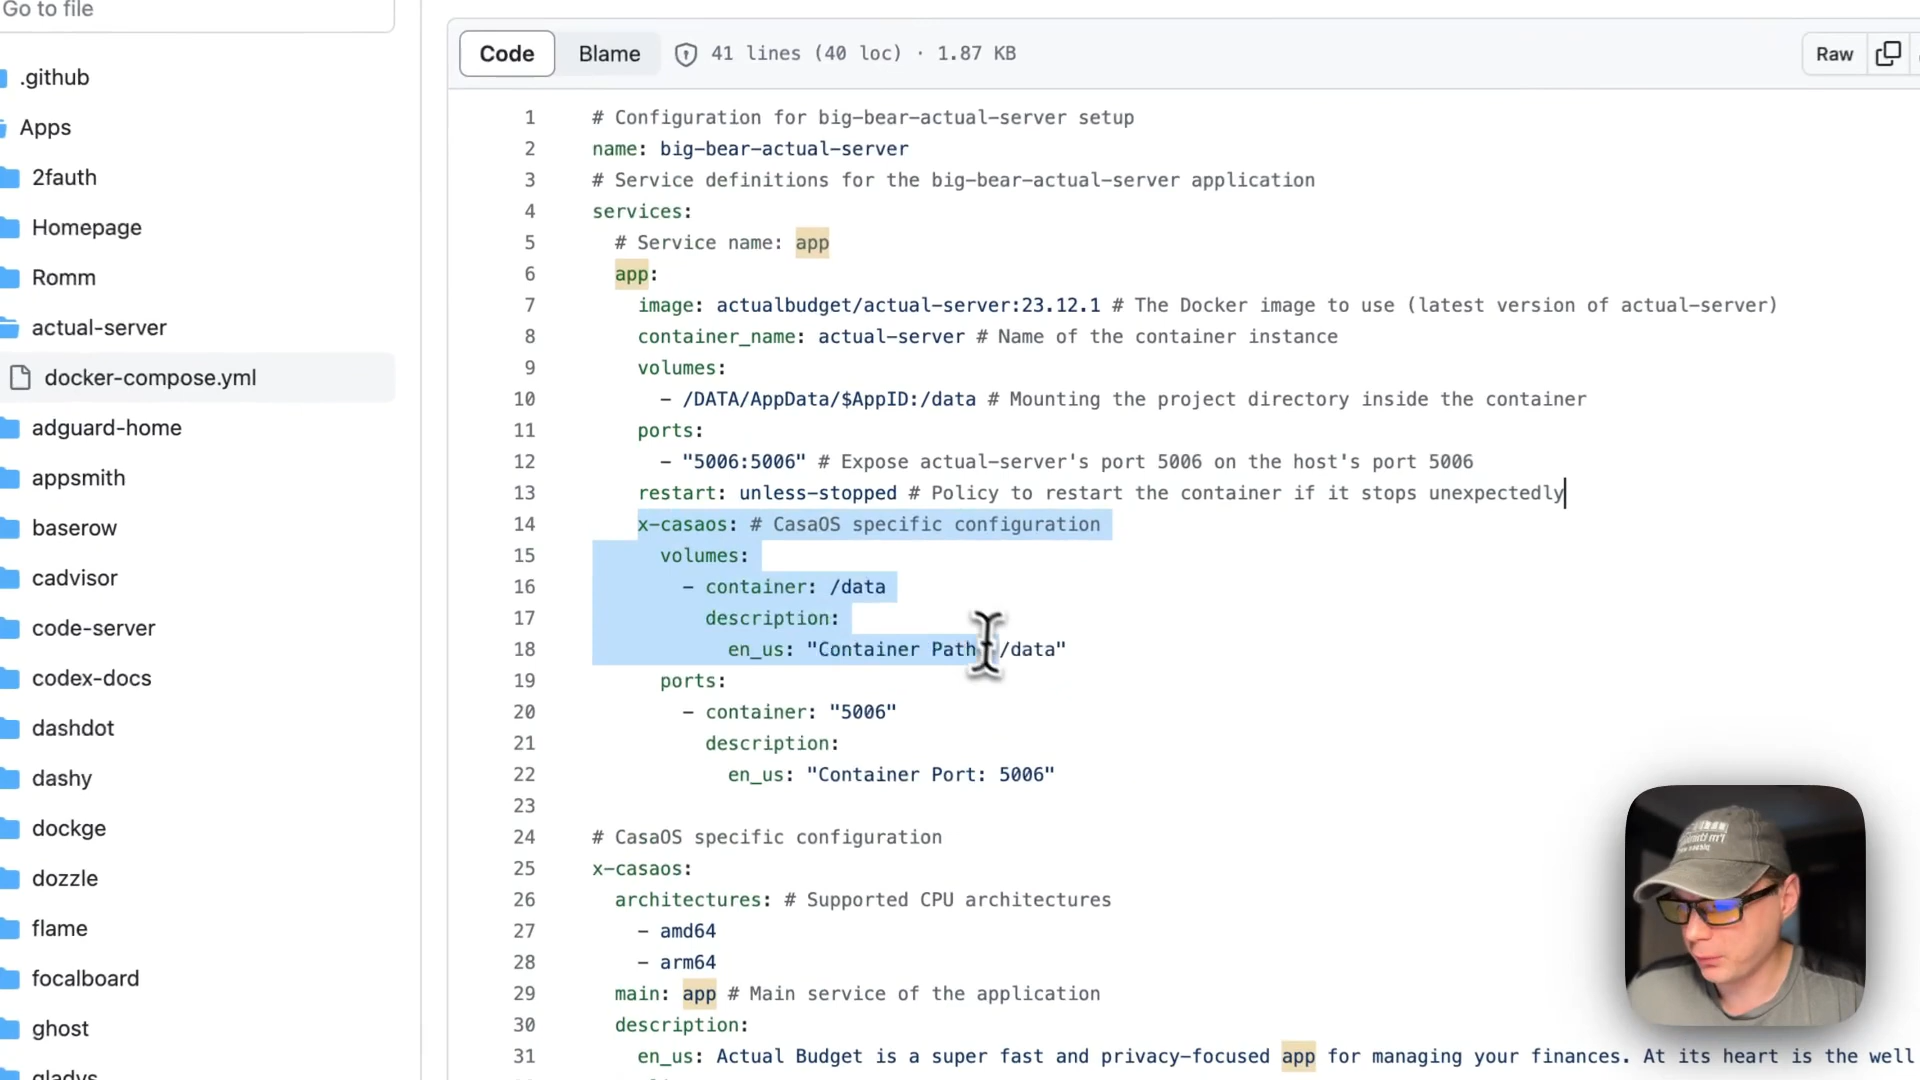 Go to file
.github
Apps
2fauth
Homepage
Romm
actual-server
docker-compose.yml
adguard-home
appsmith
baserow
cadvisor
code-server
codex-docs
dashdot
dashy
dockge
dozzle
flame
focalboard
ghost
gladys
Code Blame 41 lines (40 loc) · 1.87 KB Raw
1 # Configuration for big-bear-actual-server setup
2 name: big-bear-actual-server
3 # Service definitions for the big-bear-actual-server application
4 services:
5 # Service name: app
6 app:
7 image: actualbudget/actual-server:23.12.1 # The Docker image to use (latest version of actual-server)
8 container_name: actual-server # Name of the container instance
9 volumes:
10 - /DATA/AppData/$AppID:/data # Mounting the project directory inside the container
11 ports:
12 - "5006:5006" # Expose actual-server's port 5006 on the host's port 5006
13 restart: unless-stopped # Policy to restart the container if it stops unexpectedly
14 x-casaos: # CasaOS specific configuration
15 volumes:
16 - container: /data
17 description:
18 en_us: "Container Path: /data"
19 ports:
20 - container: "5006"
21 description:
22 en_us: "Container Port: 5006"
23
24 # CasaOS specific configuration
25 x-casaos:
26 architectures: # Supported CPU architectures
27 - amd64
28 - arm64
29 main: app # Main service of the application
30 description:
31 en_us: Actual Budget is a super fast and privacy-focused app for managing your finances. At its heart is the well